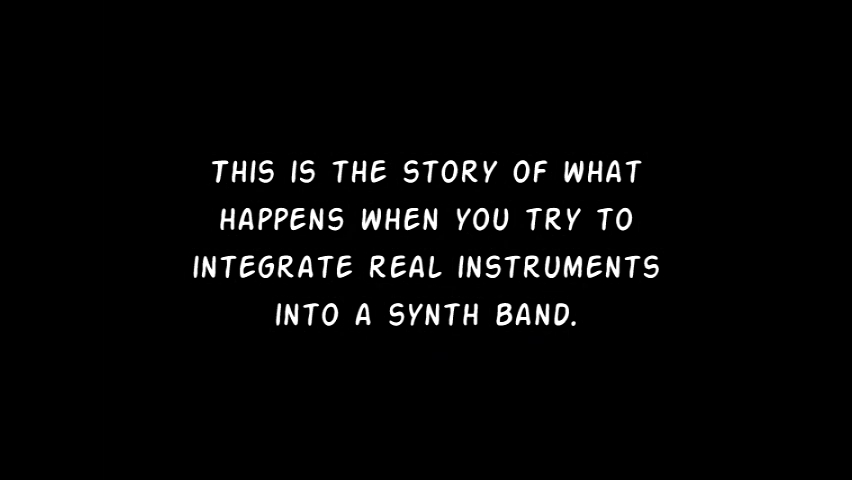 THIS IS THE STORY OF WHAT
HAPPENS WHEN YOU TRY TO
INTEGRATE REAL INSTRUMENTS
INTO A SYNTH BAND.